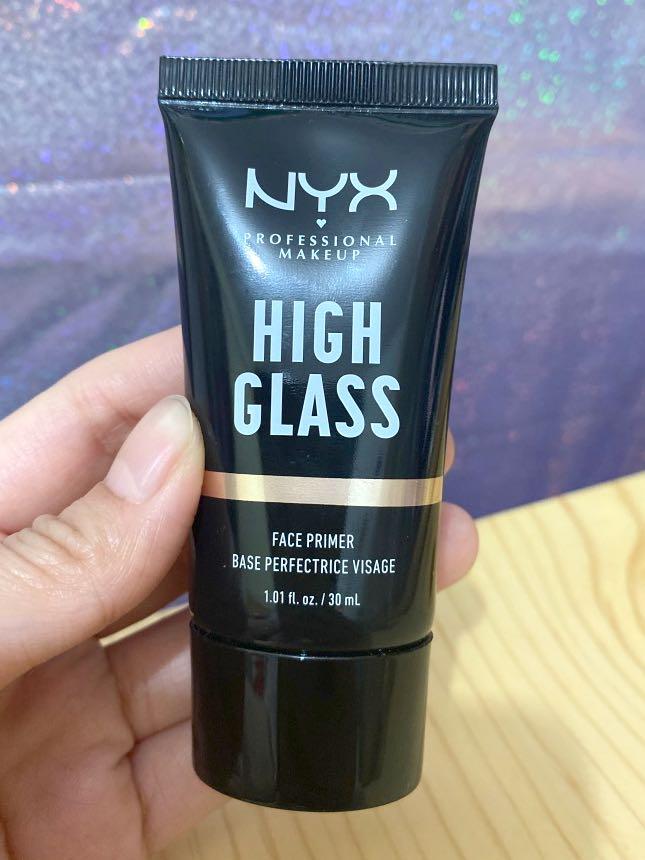 NYX
PROFESSIONAL
MAKEUP
HIGH
GLASS
FACE PRIMER
BASE PERFECTRICE VISAGE
1.01 fl. oz. / 30 mL